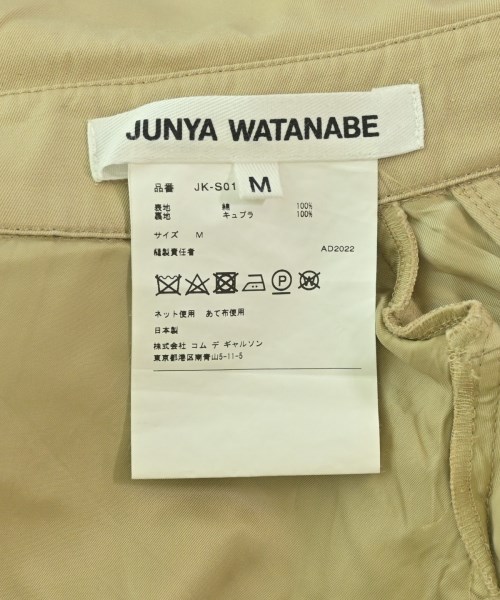 JUNYA WATANABE
M
品番 JK-S01
表地 綿 100%
裏地 キュプラ 100%
サイズ M
縫製責任者 AD2022
P W
ネット使用 あて布使用
日本製
株式会社 コム デ ギャルソン
東京都港区南青山5-11-5